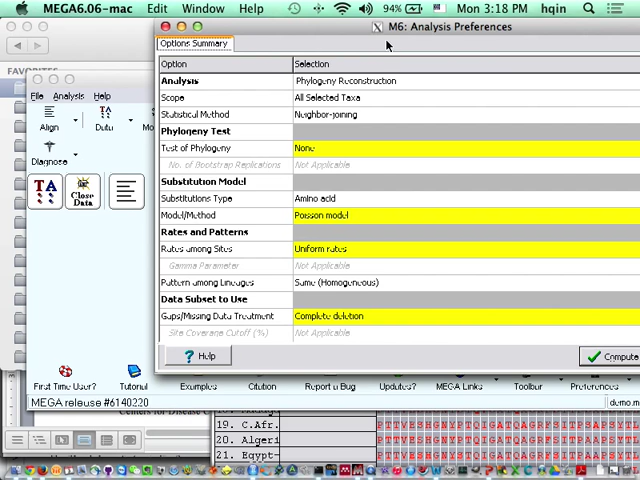 MEGA6.06-mac Edit Window Help 94% Mon 3:18 PM hqin
M6: Analysis Preferences
Options Summary
Option Selection
Analysis Phylogeny Reconstruction
Scope All Selected Taxa
Statistical Method Neighbor-joining
Phylogeny Test
Test of Phylogeny None
No. of Bootstrap Replications Not Applicable
Substitution Model
Substitutions Type Amino acid
Model/Method Poisson model
Rates and Patterns
Rates among Sites Uniform rates
Gamma Parameter Not Applicable
Pattern among Lineages Same (Homogeneous)
Data Subset to Use
Gaps/Missing Data Treatment Complete deletion
Site Coverage Cutoff (%) Not Applicable
Help Compute
FAVORITES
File Analysis Help
Align Data
Diagnose
TA Close Data
First Time User? Tutorial Examples Citation Report a Bug Updates? MEGA Links Toolbar Preferences
MEGA release #6140220 demo.m
19. C.Afr. PTTVESHGNYPTQIGATQAGRFSITPSAPSYTL
20. Algeri
21. Egypt-